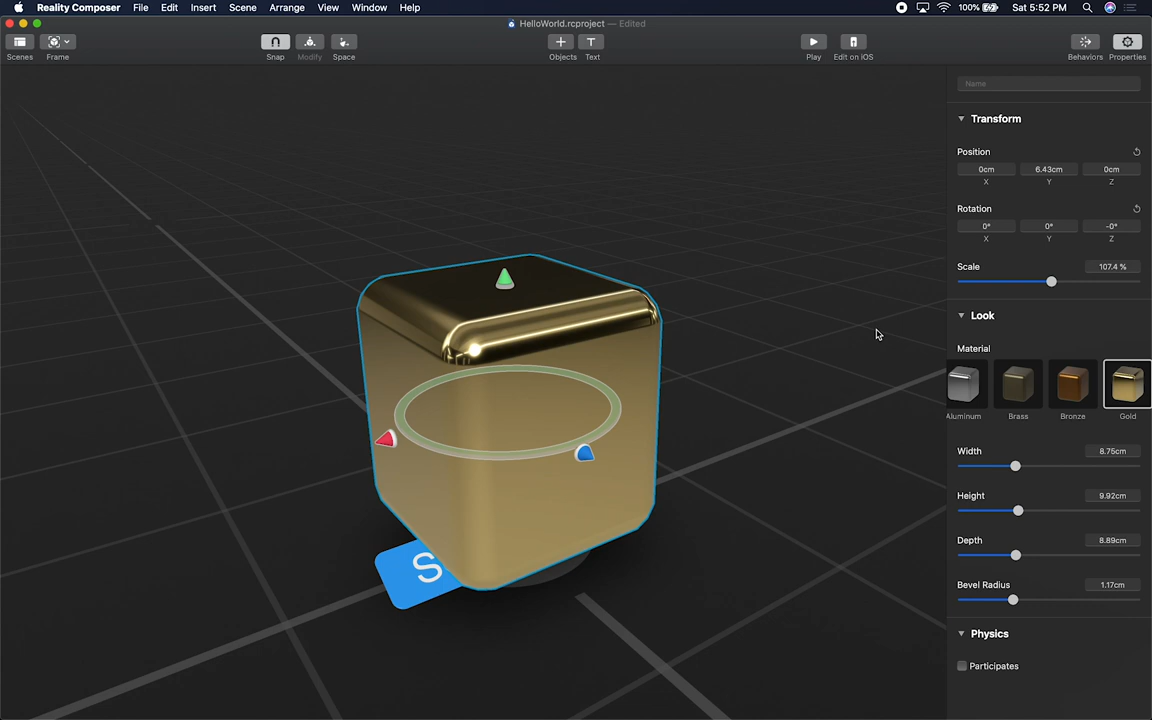 Reality Composer File Edit Insert Scene Arrange View Window Help 100% Sat 5:52 PM
HelloWorld.rcproject — Edited
Scenes Frame Snap Modify Space Objects Text Play Edit on iOS Behaviors Properties
Name
Transform
Position
0cm 6.43cm 0cm
X Y Z
Rotation
0° 0° -0°
X Y Z
Scale 107.4 %
Look
Material
Aluminum Brass Bronze Gold
Width 8.75cm
Height 9.92cm
Depth 8.89cm
Bevel Radius 1.17cm
Physics
Participates
S